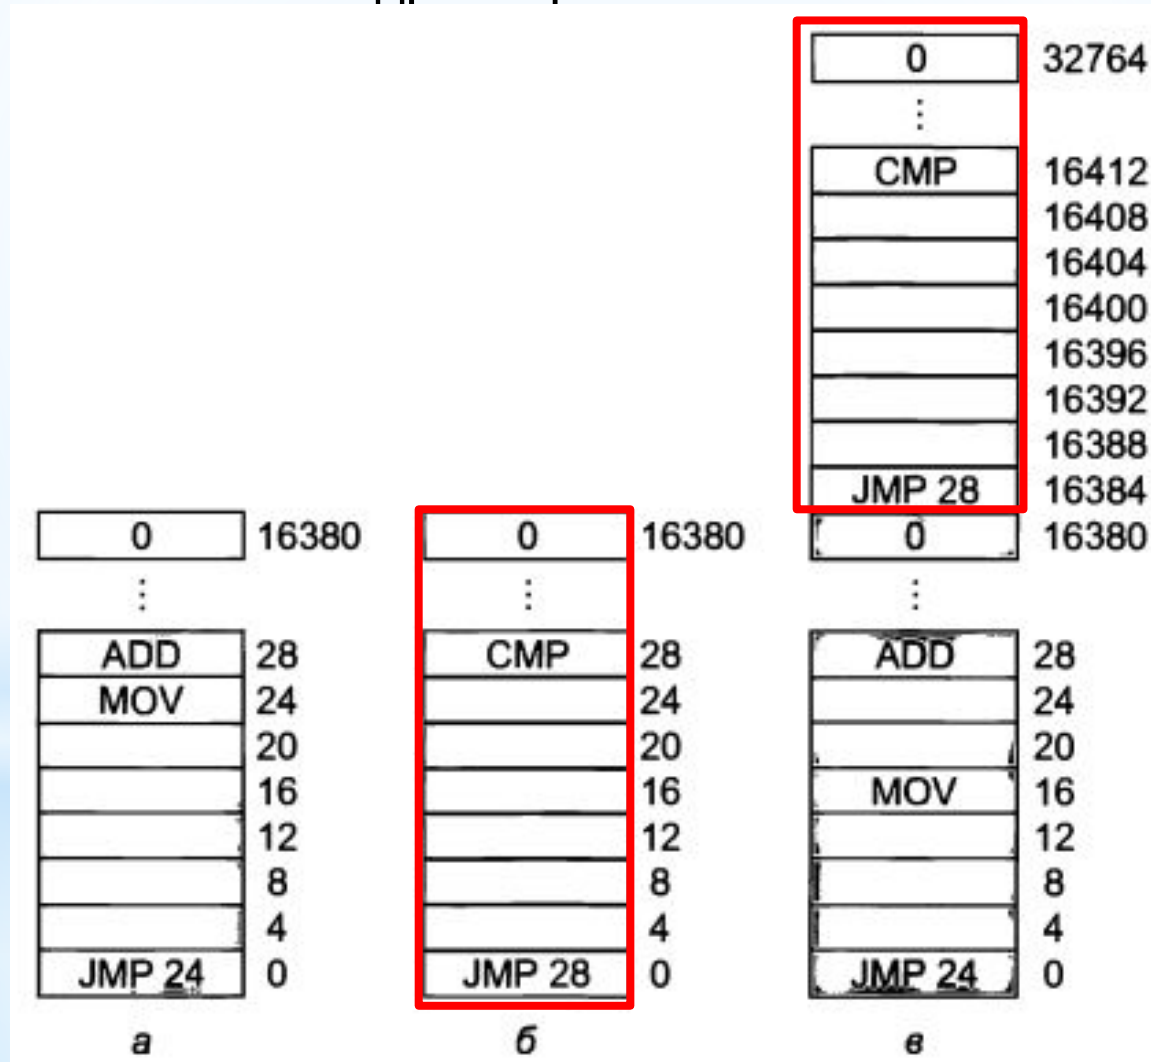 0 32764
⋮
CMP 16412
16408
16404
16400
16396
16392
16388
JMP 28 16384
0 16380 0 16380 0 16380
⋮ ⋮ ⋮
ADD 28 CMP 28 ADD 28
MOV 24 24 24
20 20 20
16 16 MOV 16
12 12 12
8 8 8
4 4 4
JMP 24 0 JMP 28 0 JMP 24 0
а б в